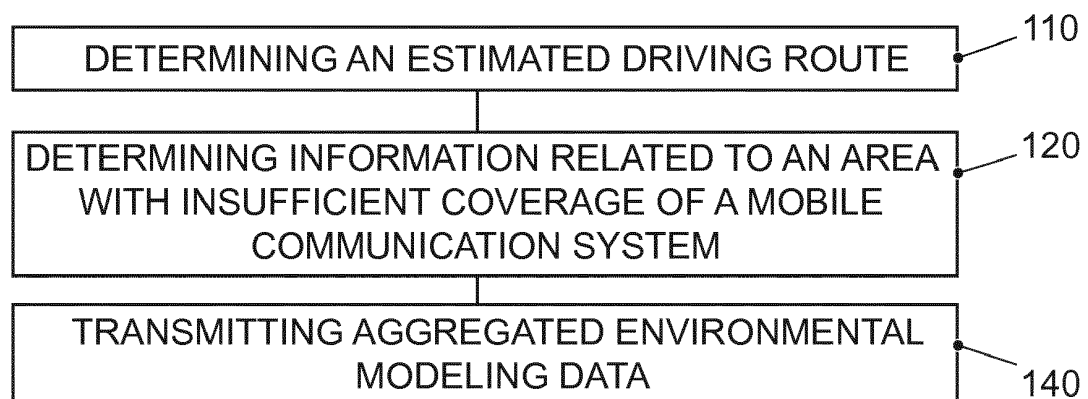 110
DETERMINING AN ESTIMATED DRIVING ROUTE
120
DETERMINING INFORMATION RELATED TO AN AREA
WITH INSUFFICIENT COVERAGE OF A MOBILE
COMMUNICATION SYSTEM
TRANSMITTING AGGREGATED ENVIRONMENTAL
MODELING DATA
140